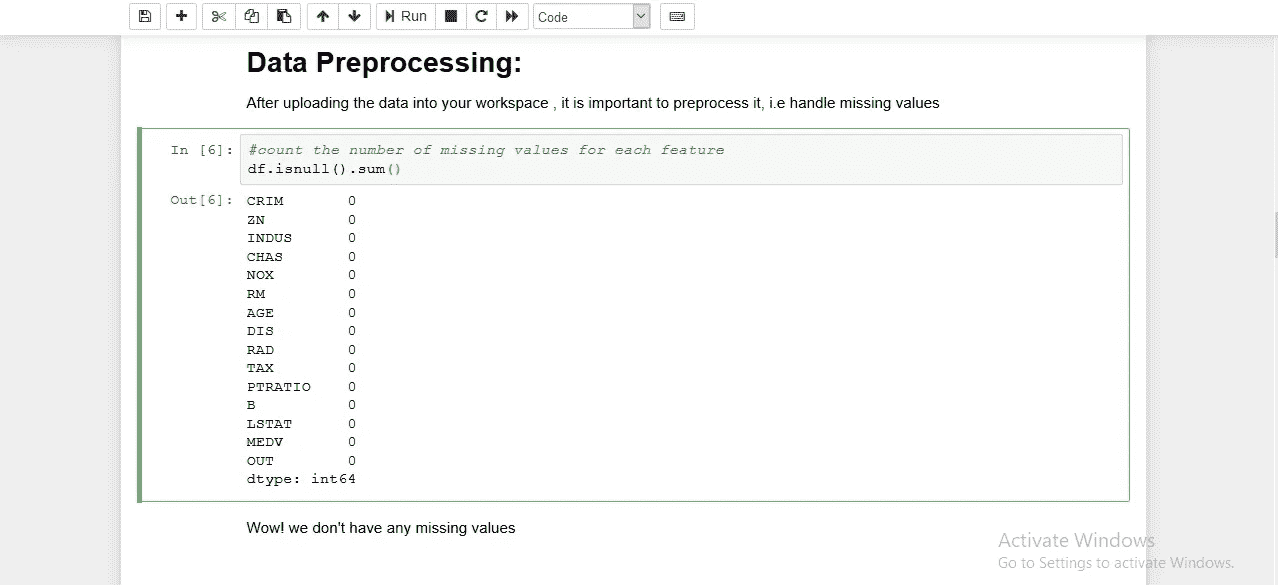 Run
Code
Data Preprocessing:
After uploading the data into your workspace , it is important to preprocess it, i.e handle missing values
In [6]: #count the number of missing values for each feature
df.isnull().sum()
Out[6]: CRIM 0
ZN 0
INDUS 0
CHAS 0
NOX 0
RM 0
AGE 0
DIS 0
RAD 0
TAX 0
PTRATIO 0
B 0
LSTAT 0
MEDV 0
OUT 0
dtype: int64
Wow! we don't have any missing values
Activate Windows
Go to Settings to activate Windows.